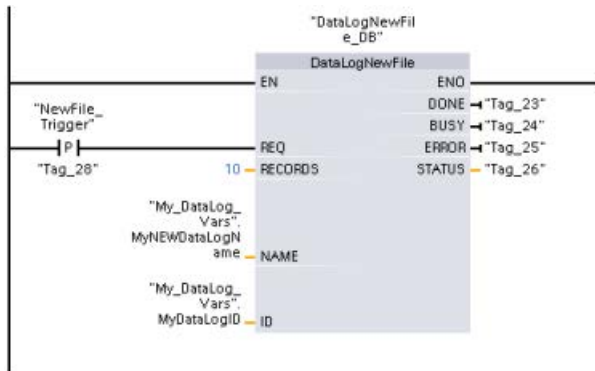 "DataLogNewFil
e_DB"
DataLogNewFile
EN
ENO
DONE
"Tag_23"
"NewFile_
Trigger"
BUSY
"Tag_24"
P
REQ
ERROR
"Tag_25"
"Tag_28"
10
RECORDS
STATUS
"Tag_26"
"My_DataLog_
Vars".
MyNEWDataLogN
ame
NAME
"My_DataLog_
Vars".
MyDataLogID
ID